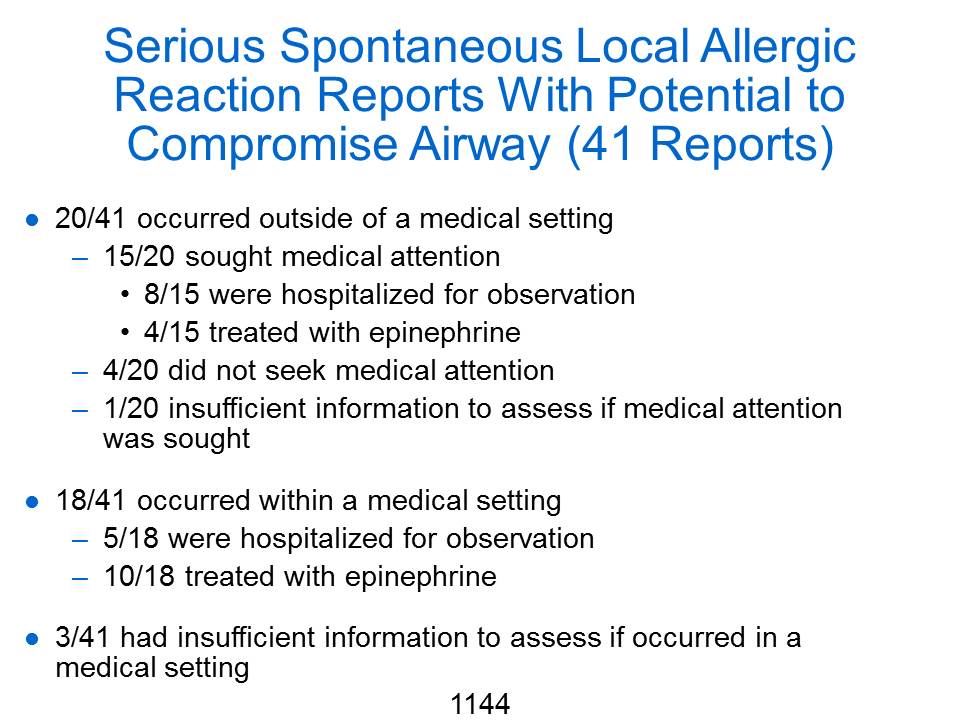 Serious Spontaneous Local Allergic
Reaction Reports With Potential to
Compromise Airway (41 Reports)
● 20/41 occurred outside of a medical setting
– 15/20 sought medical attention
• 8/15 were hospitalized for observation
• 4/15 treated with epinephrine
– 4/20 did not seek medical attention
– 1/20 insufficient information to assess if medical attention
was sought
● 18/41 occurred within a medical setting
– 5/18 were hospitalized for observation
– 10/18 treated with epinephrine
● 3/41 had insufficient information to assess if occurred in a
medical setting
1144